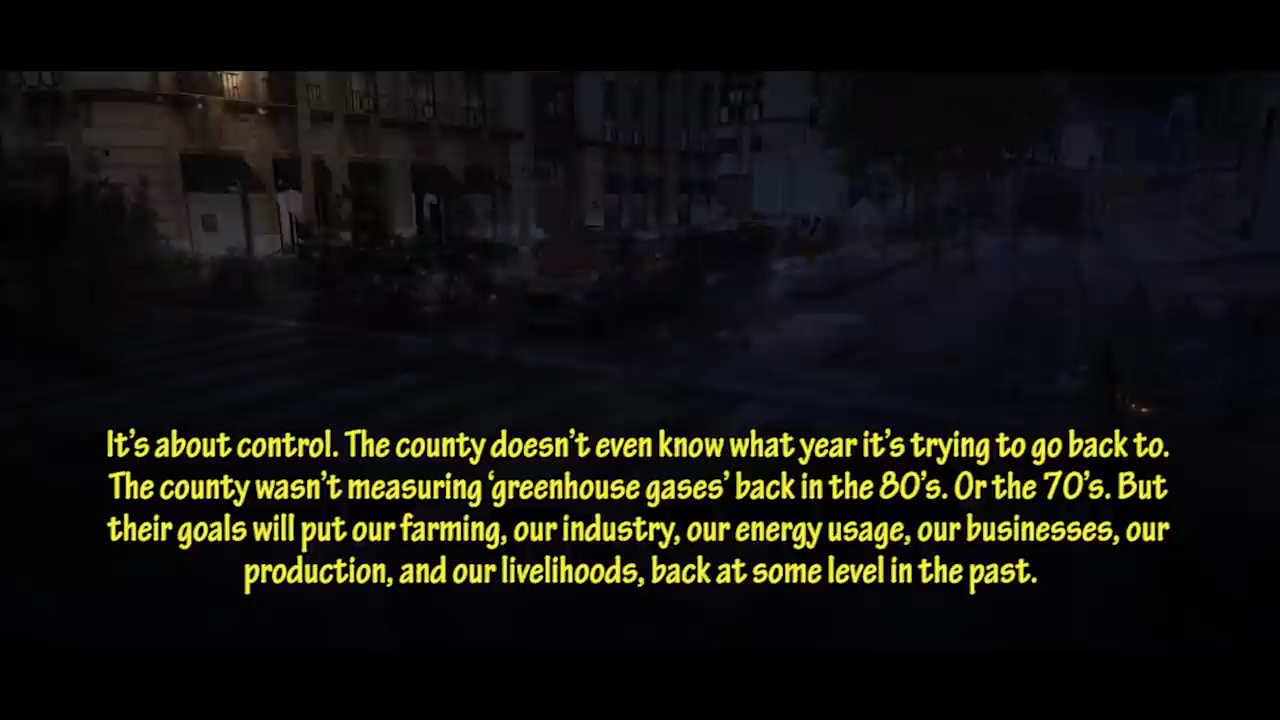 It's about control. The county doesn't even know what year it's trying to go back to.
The county wasn't measuring 'greenhouse gases' back in the 80's. Or the 70's. But
their goals will put our farming, our industry, our energy usage, our businesses, our
production, and our livelihoods, back at some level in the past.